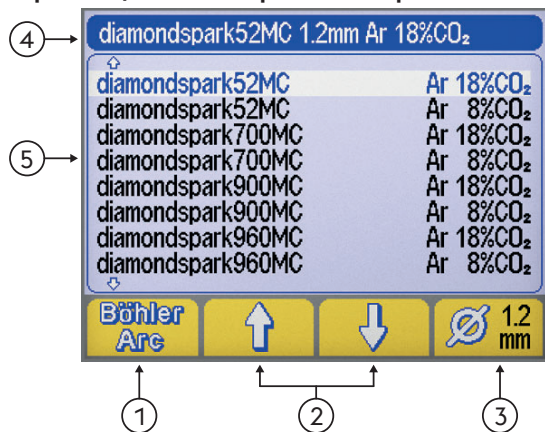 4
diamondspark52MC 1.2mm Ar 18%CO₂
5
diamondspark52MC Ar 18%CO₂
diamondspark52MC Ar 8%CO₂
diamondspark700MC Ar 18%CO₂
diamondspark700MC Ar 8%CO₂
diamondspark900MC Ar 18%CO₂
diamondspark900MC Ar 8%CO₂
diamondspark960MC Ar 18%CO₂
diamondspark960MC Ar 8%CO₂
Böhler
Arc
Ø 1.2
mm
1
2
3